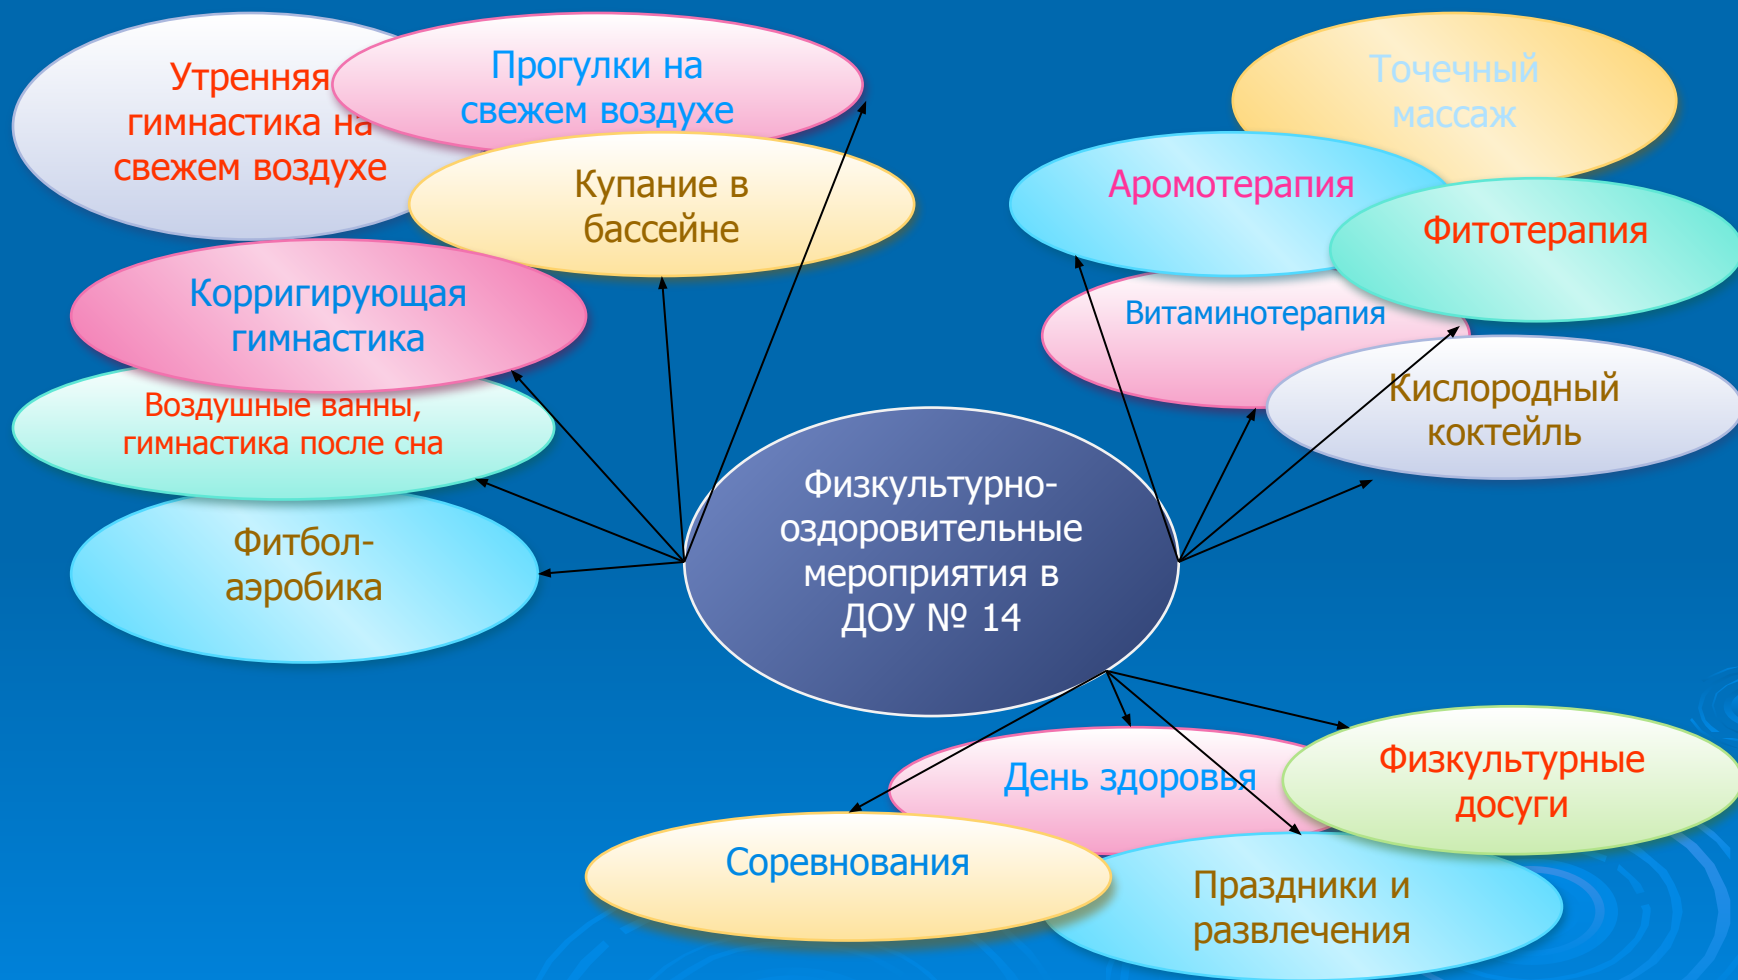 Утренняя
гимнастика на
свежем воздухе
Прогулки на
свежем воздухе
Купание в
бассейне
Корригирующая
гимнастика
Воздушные ванны,
гимнастика после сна
Фитбол-
аэробика
Точечный
массаж
Аромотерапия
Фитотерапия
Витаминотерапия
Кислородный
коктейль
Физкультурно-
оздоровительные
мероприятия в
ДОУ № 14
День здоровья
Физкультурные
досуги
Соревнования
Праздники и
развлечения